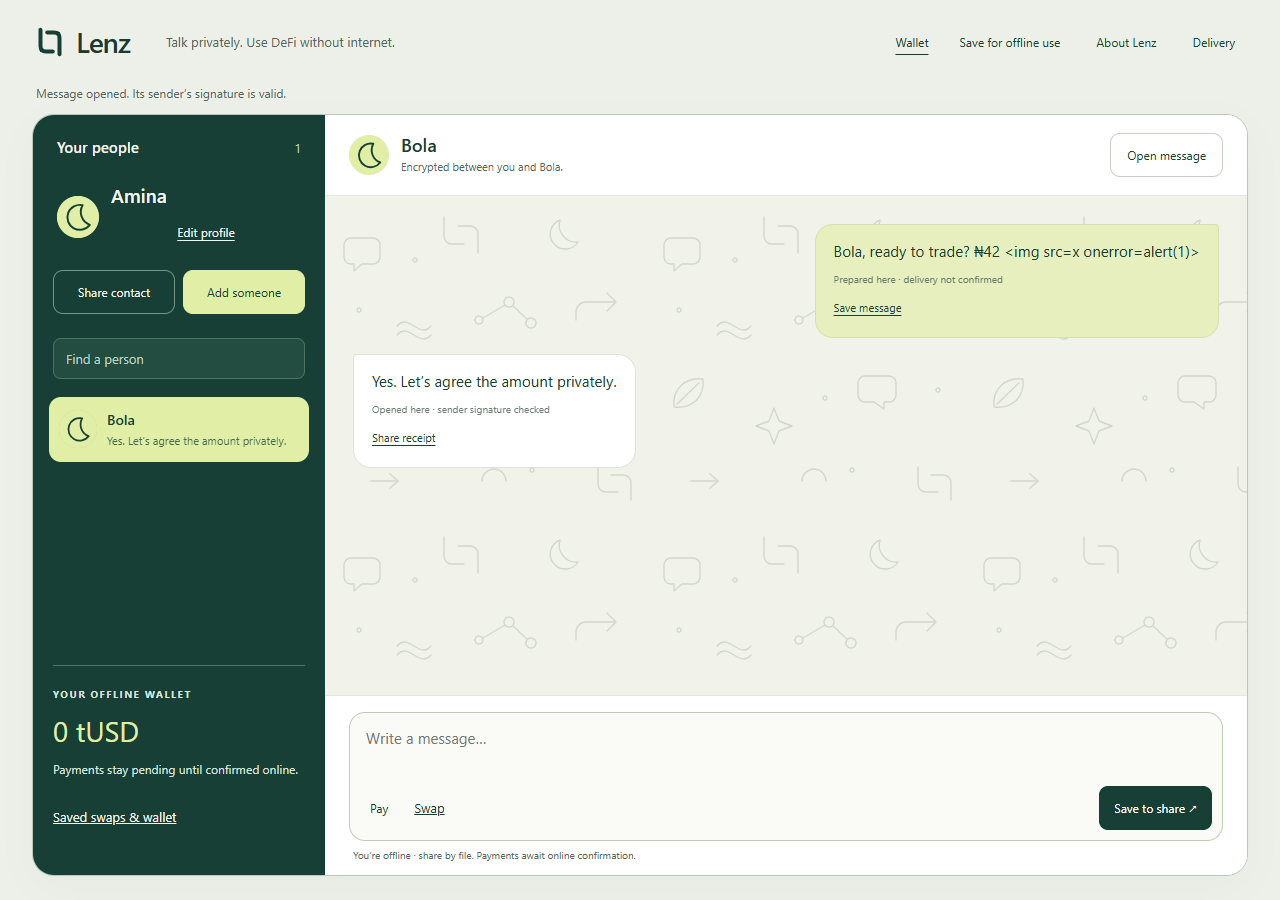 Lenz
Talk privately. Use DeFi without internet.
Wallet
Save for offline use
About Lenz
Delivery
Message opened. Its sender's signature is valid.
Your people
1
Amina
Edit profile
Share contact
Add someone
Find a person
Bola
Yes. Let's agree the amount privately.
YOUR OFFLINE WALLET
0 tUSD
Payments stay pending until confirmed online.
Saved swaps & wallet
Bola
Encrypted between you and Bola.
Open message
Bola, ready to trade? ₦42 <img src=x onerror=alert(1)>
Prepared here · delivery not confirmed
Save message
Yes. Let's agree the amount privately.
Opened here · sender signature checked
Share receipt
Write a message...
Pay
Swap
Save to share ↗
You're offline · share by file. Payments await online confirmation.